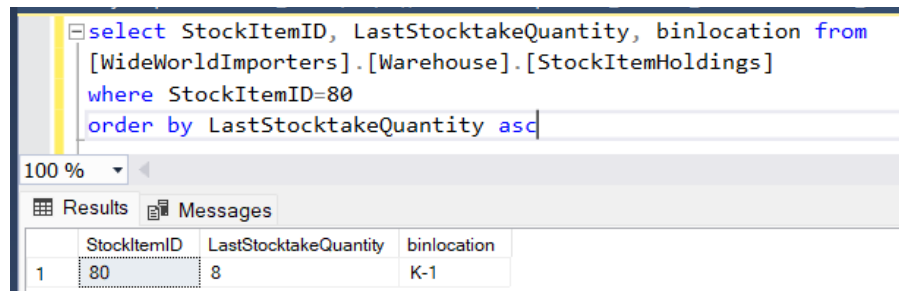 select StockItemID, LastStocktakeQuantity, binlocation from
[WideWorldImporters].[Warehouse].[StockItemHoldings]
where StockItemID=80
order by LastStocktakeQuantity asc
100 %
Results Messages
StockItemID LastStocktakeQuantity binlocation
1 80 8 K-1